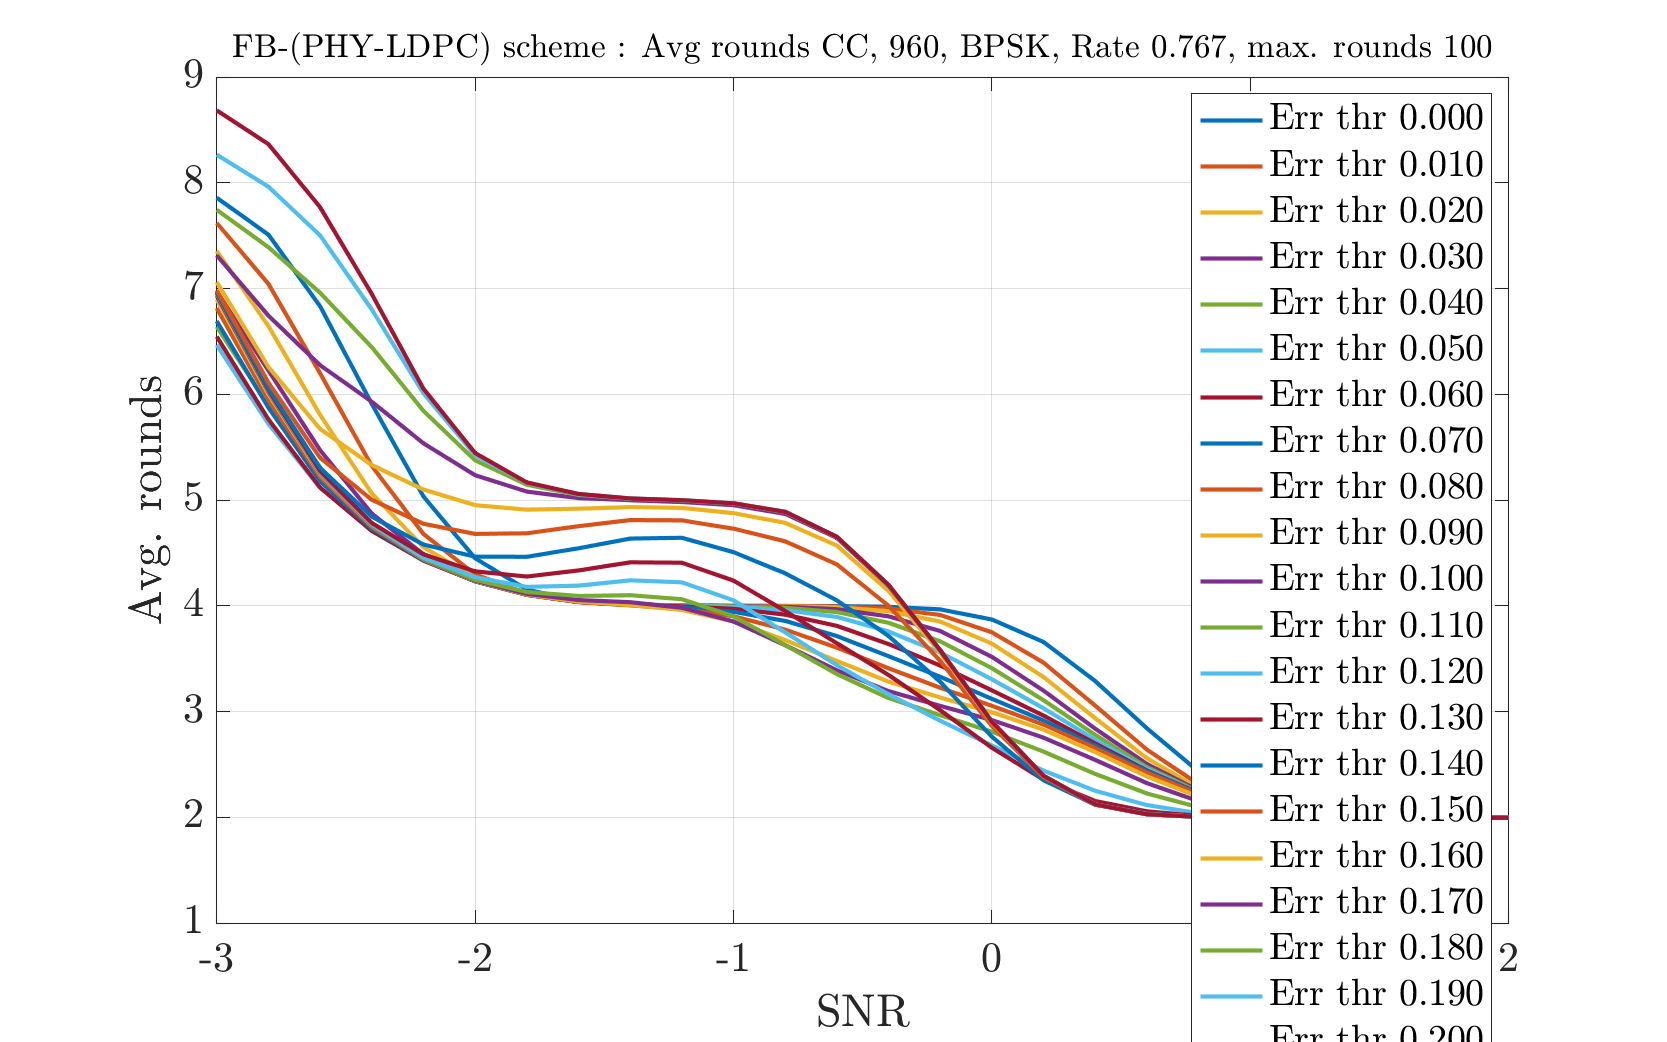 FB-(PHY-LDPC) scheme : Avg rounds CC, 960, BPSK, Rate 0.767, max. rounds 100
9
8
7
6
5
4
3
2
1
Avg. rounds
-3
-2
-1
0
2
SNR
Err thr 0.000
Err thr 0.010
Err thr 0.020
Err thr 0.030
Err thr 0.040
Err thr 0.050
Err thr 0.060
Err thr 0.070
Err thr 0.080
Err thr 0.090
Err thr 0.100
Err thr 0.110
Err thr 0.120
Err thr 0.130
Err thr 0.140
Err thr 0.150
Err thr 0.160
Err thr 0.170
Err thr 0.180
Err thr 0.190
Err thr 0.200